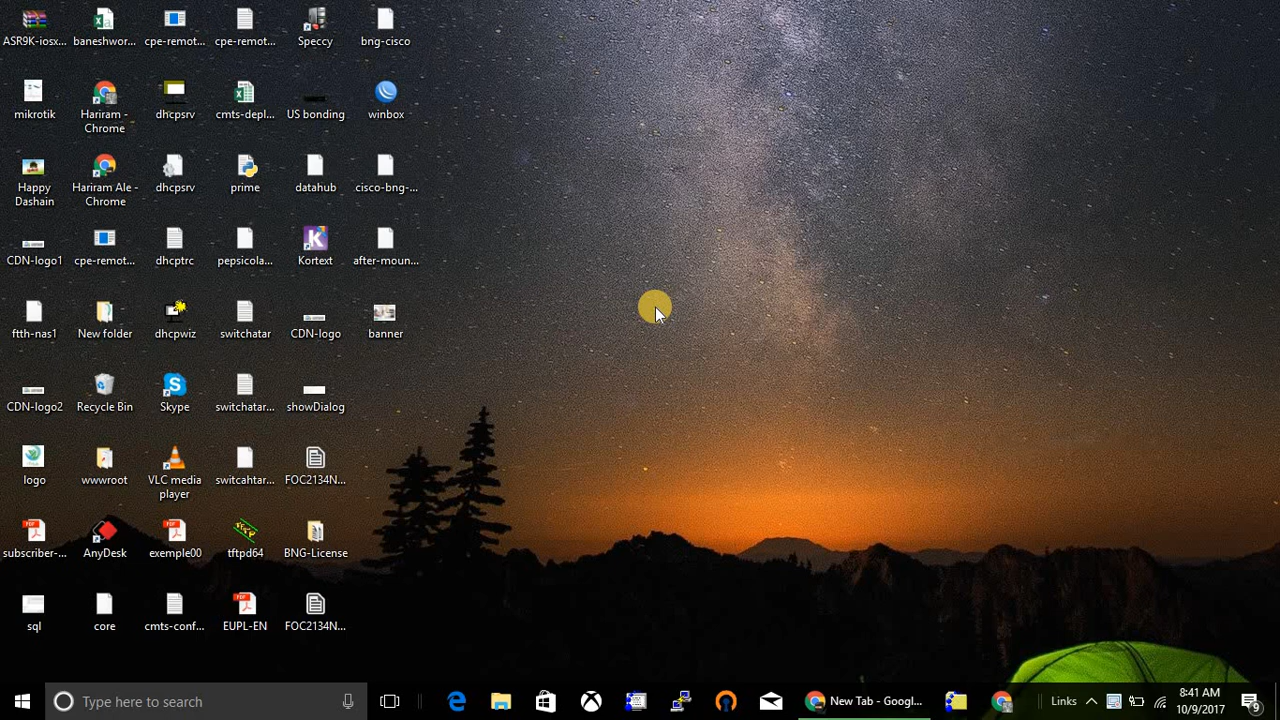 ASR9K-iosx...
baneshwor...
cpe-remot...
cpe-remot...
Speccy
bng-cisco
mikrotik
Hariram -
Chrome
dhcpsrv
cmts-depl...
US bonding
winbox
Happy
Dashain
Hariram Ale -
Chrome
dhcpsrv
prime
datahub
cisco-bng-...
CDN-logo1
cpe-remot...
dhcptrc
pepsicola...
Kortext
after-moun...
ftth-nas1
New folder
dhcpwiz
switchatar
CDN-logo
banner
CDN-logo2
Recycle Bin
Skype
switchatar...
showDialog
logo
wwwroot
VLC media
player
switcahtar...
FOC2134N...
subscriber-...
AnyDesk
exemple00
tftpd64
BNG-License
sql
core
cmts-conf...
EUPL-EN
FOC2134N...
Type here to search
New Tab - Googl...
Links
8:41 AM
10/9/2017